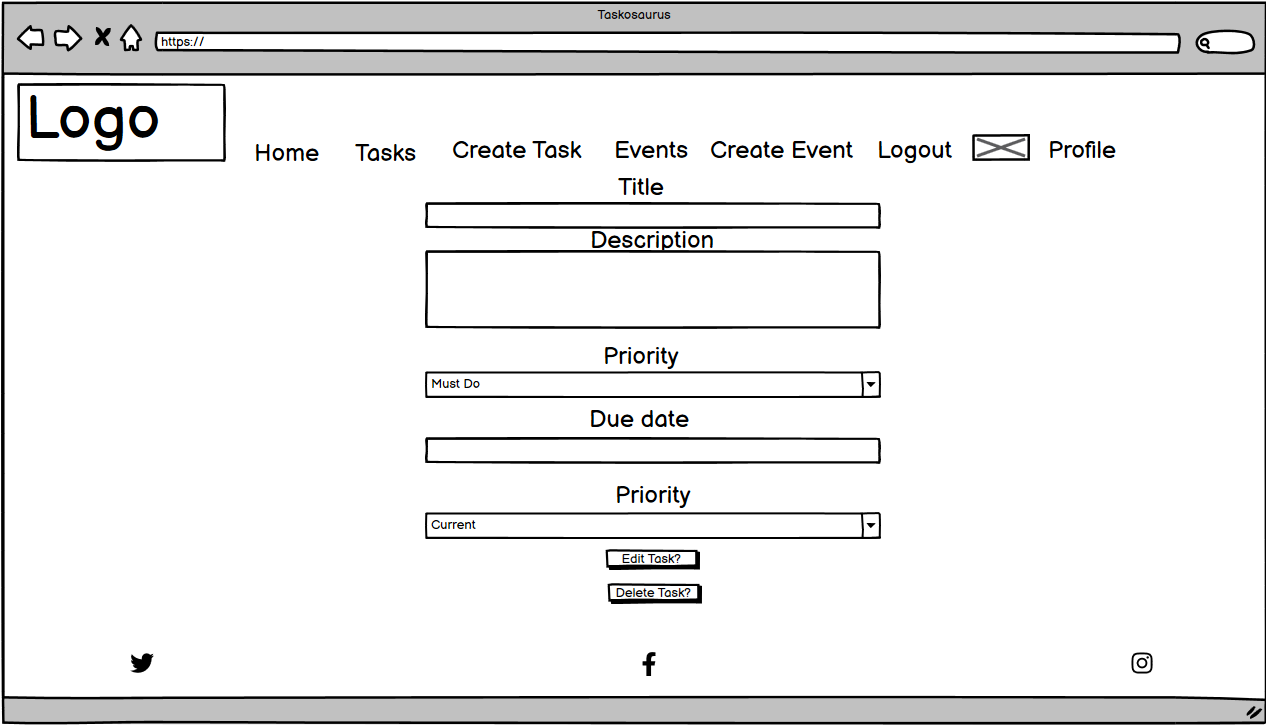 Taskosaurus
https://
Logo
Home Tasks Create Task Events Create Event Logout Profile
Title
Description
Priority
Must Do
Due date
Priority
Current
Edit Task?
Delete Task?